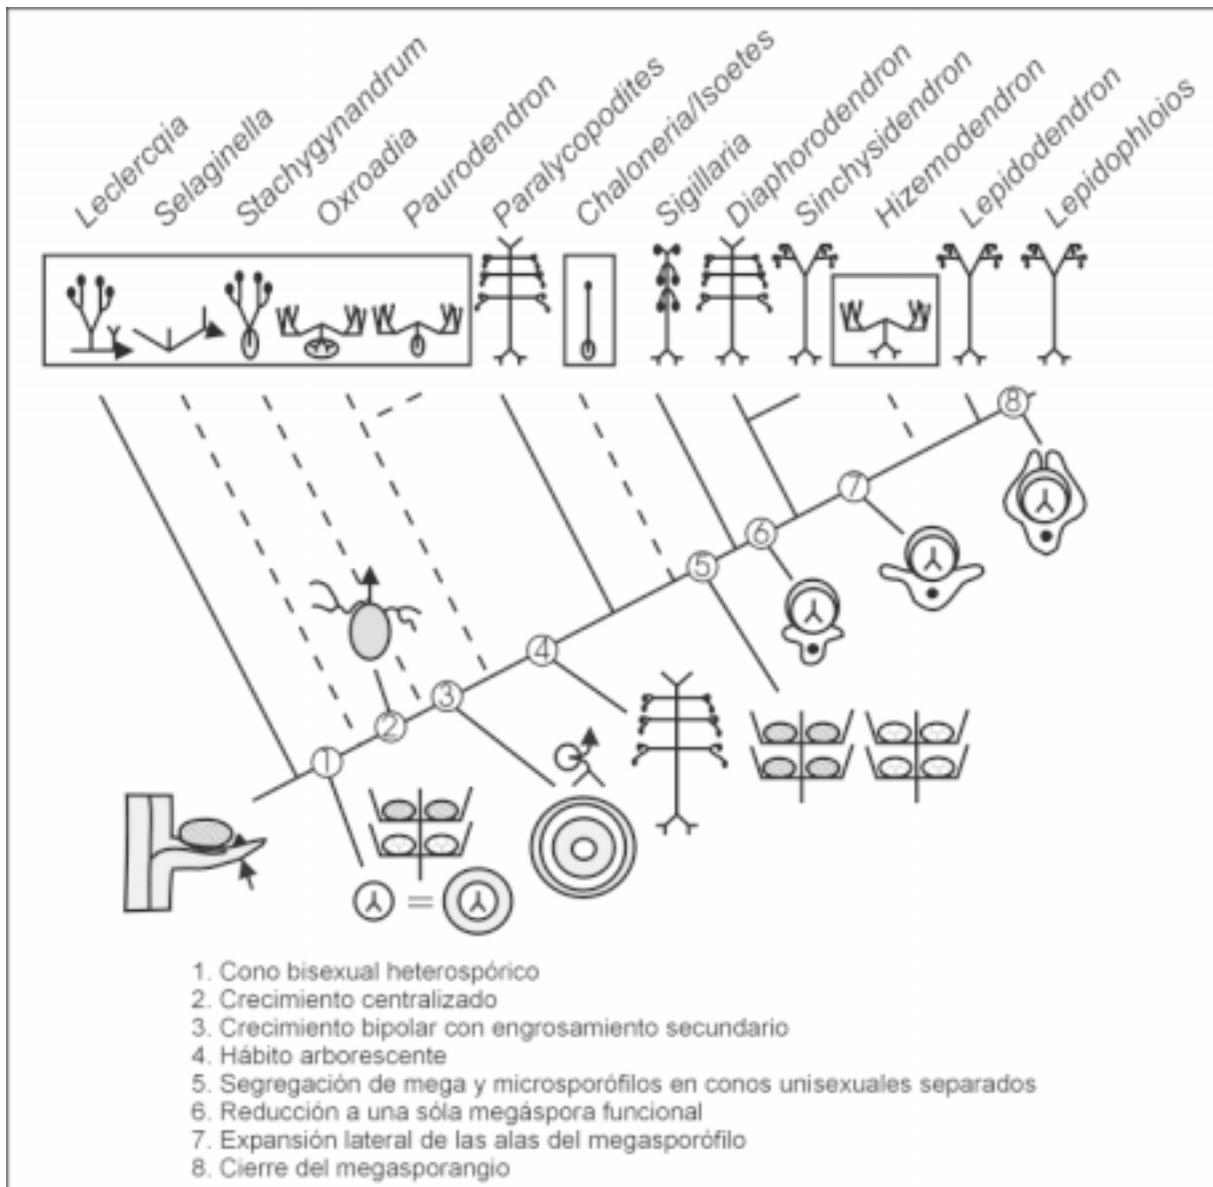 Leclercqia
Selaginella
Stachygynandrum
Oxroadia
Paurodendron
Paralycopodites
Chaloneria/Isoetes
Sigillaria
Diaphorodendron
Sinchysidendron
Hizemodendron
Lepidodendron
Lepidophloios
8
7
6
5
4
3
2
1
=
1. Cono bisexual heterospórico
2. Crecimiento centralizado
3. Crecimiento bipolar con engrosamiento secundario
4. Hábito arborescente
5. Segregación de mega y microsporófilos en conos unisexuales separados
6. Reducción a una sóla megáspora funcional
7. Expansión lateral de las alas del megasporófilo
8. Cierre del megasporangio